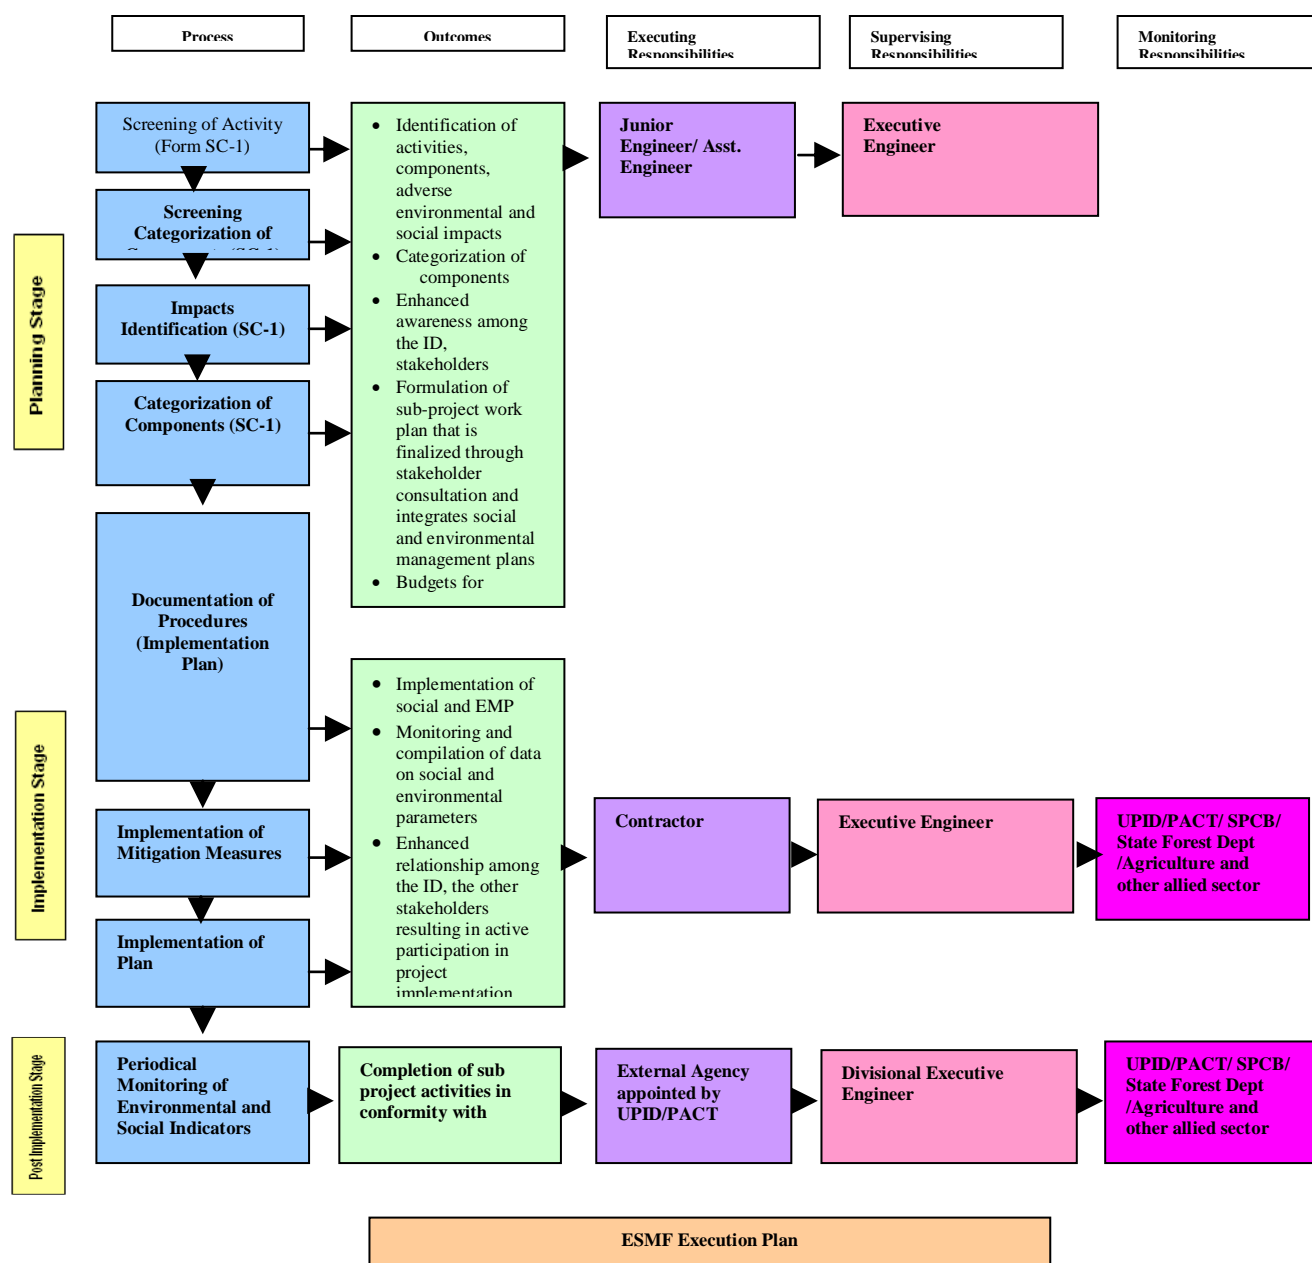 Process
Outcomes
Executing
Responsibilities
Supervising
Responsibilities
Monitoring
Responsibilities
Planning Stage
Screening of Activity
(Form SC-1)
Screening
Categorization of
Impacts
Identification (SC-1)
Categorization of
Components (SC-1)
• Identification of
activities,
components,
adverse
environmental and
social impacts
• Categorization of
components
• Enhanced
awareness among
the ID,
stakeholders
• Formulation of
sub-project work
plan that is
finalized through
stakeholder
consultation and
integrates social
and environmental
management plans
• Budgets for
Junior
Engineer/ Asst.
Engineer
Executive
Engineer
Documentation of
Procedures
(Implementation
Plan)
Implementation Stage
Implementation of
Mitigation Measures
Implementation of
Plan
• Implementation of
social and EMP
• Monitoring and
compilation of data
on social and
environmental
parameters
• Enhanced
relationship among
the ID, the other
stakeholders
resulting in active
participation in
project
implementation
Contractor
Executive Engineer
UPID/PACT/ SPCB/
State Forest Dept
/Agriculture and
other allied sector
Post Implementation Stage
Periodical
Monitoring of
Environmental and
Social Indicators
Completion of sub
project activities in
conformity with
External Agency
appointed by
UPID/PACT
Divisional Executive
Engineer
UPID/PACT/ SPCB/
State Forest Dept
/Agriculture and
other allied sector
ESMF Execution Plan